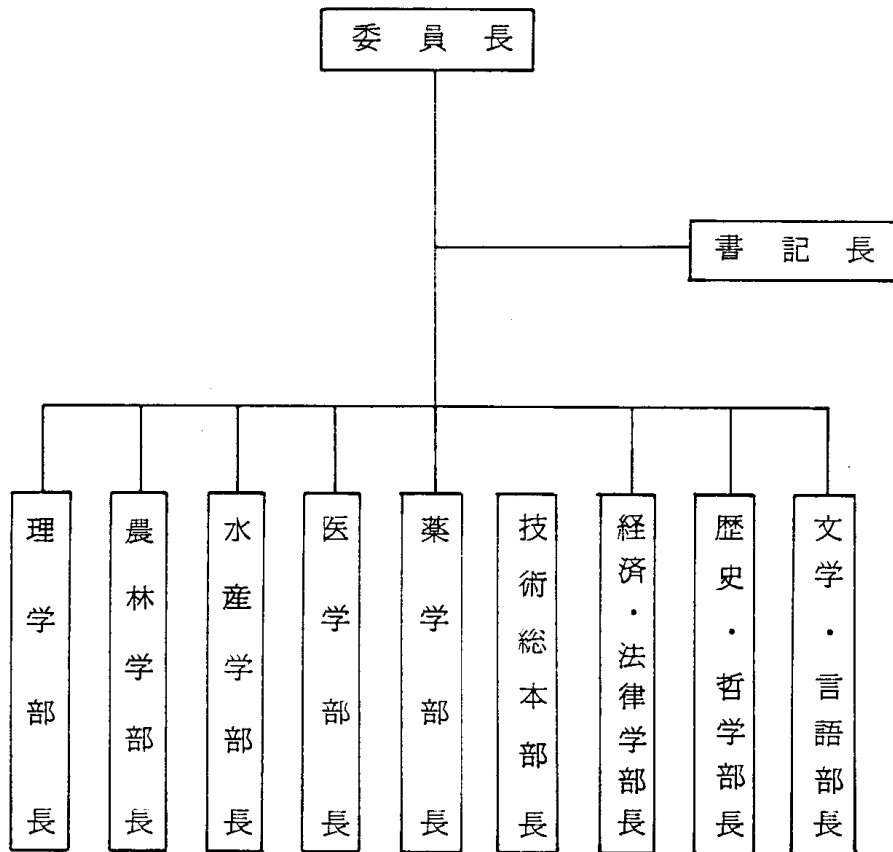 委員長
書記長
理学部長
農林学部長
水産学部長
医学部長
薬学部長
技術総本部長
経済・法律学部長
歴史・哲学部長
文学・言語部長